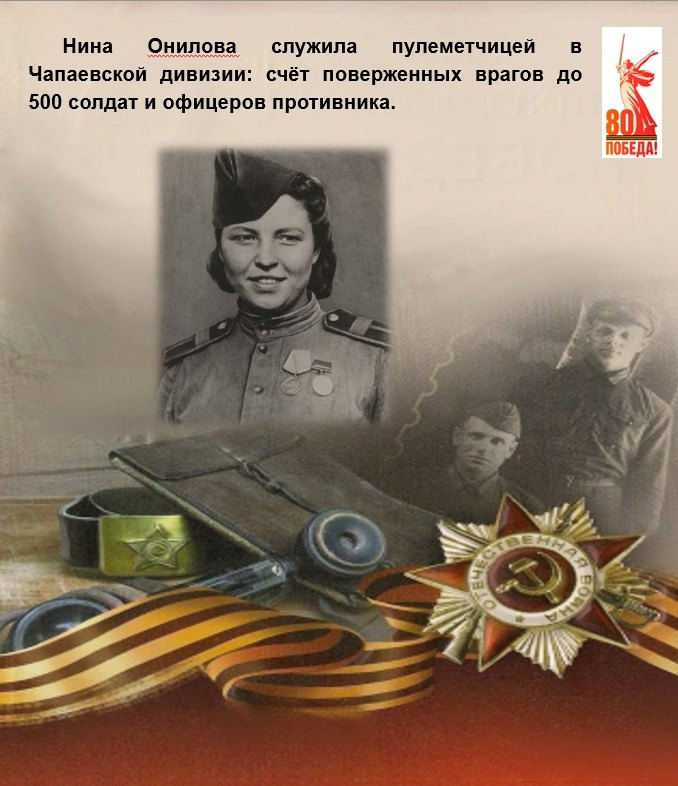 Нина Онилова служила пулеметчицей в
Чапаевской дивизии: счёт поверженных врагов до
500 солдат и офицеров противника.
80
ПОБЕДА!
ОТЕЧЕСТВЕННАЯ ВОЙНА